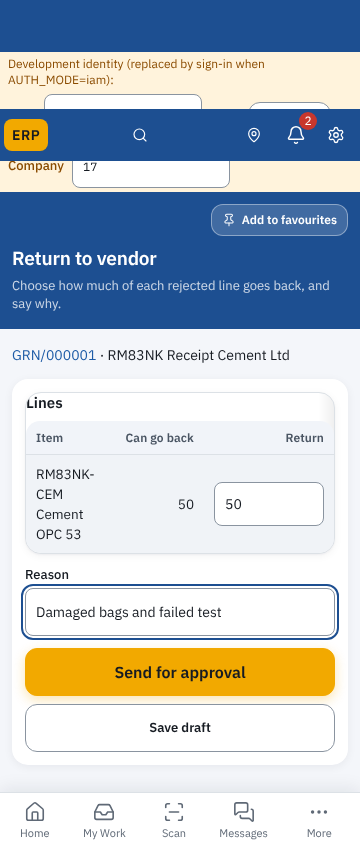 Development identity (replaced by sign-in when
AUTH_MODE=iam):
ERP
2
Company
17
Add to favourites
Return to vendor
Choose how much of each rejected line goes back, and
say why.
GRN/000001 · RM83NK Receipt Cement Ltd
Lines
Item Can go back Return
RM83NK-
CEM
Cement
OPC 53
50
50
Reason
Damaged bags and failed test
Send for approval
Save draft
Home My Work Scan Messages More